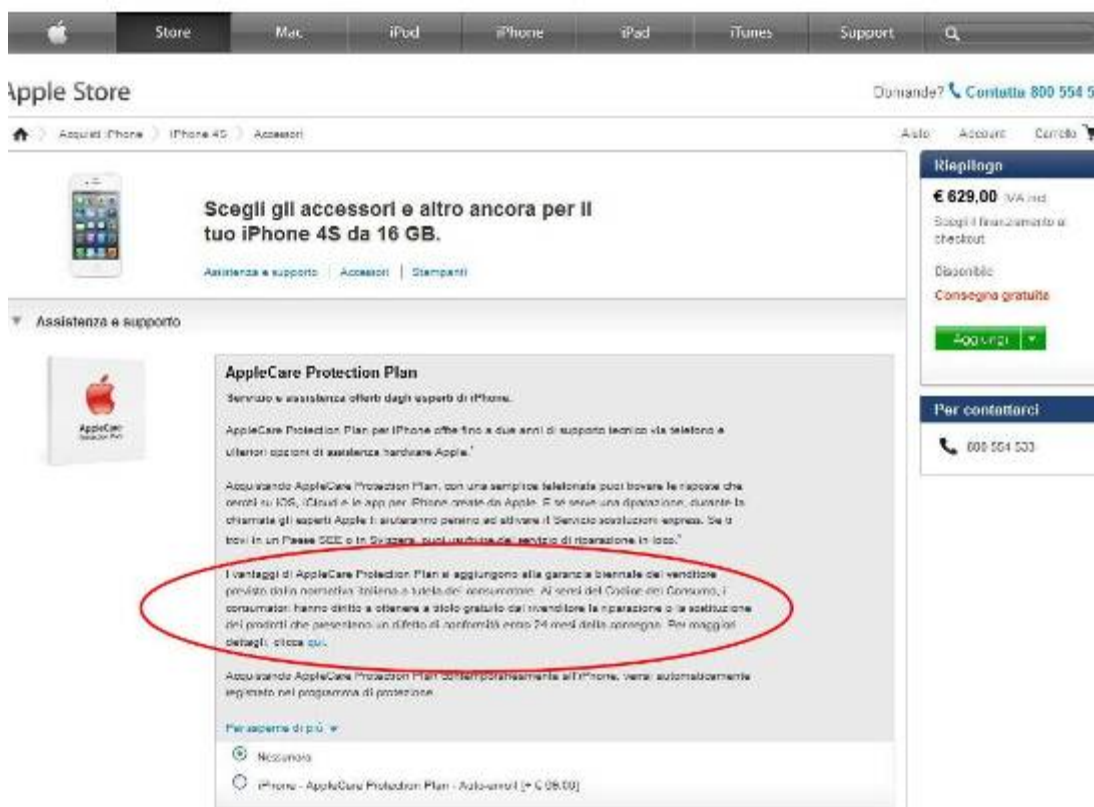 Store Mac iPod iPhone iPad iTunes Support
Apple Store
Domande? Contatta 800 554 5
Acquisti iPhone iPhone 4S Accessori
Aiuto Account Carrello
Riepilogo
€ 629,00 IVA incl.
Scegli il finanziamento al
checkout
Disponibile
Consegna gratuita
Aggiungi
Scegli gli accessori e altro ancora per il
tuo iPhone 4S da 16 GB.
Assistenza e supporto Accessori Stampanti
Assistenza e supporto
AppleCare
Protection Plan
AppleCare Protection Plan
Servizio e assistenza offerti dagli esperti di iPhone.
AppleCare Protection Plan per iPhone offre fino a due anni di supporto tecnico via telefono e
ulteriori opzioni di assistenza hardware Apple.*
Acquistando AppleCare Protection Plan, con una semplice telefonata puoi trovare le risposte che
cerchi su iOS, iCloud e le app per iPhone create da Apple. E se serve una riparazione, durante la
chiamata gli esperti Apple ti aiuteranno persino ad attivare il Servizio sostituzioni express. Se ti
trovi in un Paese SEE o in Svizzera, puoi usufruire del servizio di riparazione in loco.*
I vantaggi di AppleCare Protection Plan si aggiungono alla garanzia biennale del venditore
prevista dalla normativa italiana a tutela del consumatore. Ai sensi del Codice del Consumo, i
consumatori hanno diritto a ottenere a titolo gratuito dal rivenditore la riparazione o la sostituzione
dei prodotti che presentano un difetto di conformità entro 24 mesi dalla consegna. Per maggiori
dettagli, clicca qui.
Acquistando AppleCare Protection Plan contemporaneamente all'iPhone, verrai automaticamente
registrato nel programma di protezione.
Per saperne di più
Nessuno/a
iPhone - AppleCare Protection Plan - Auto-enroll
Per contattarci
800 554 533